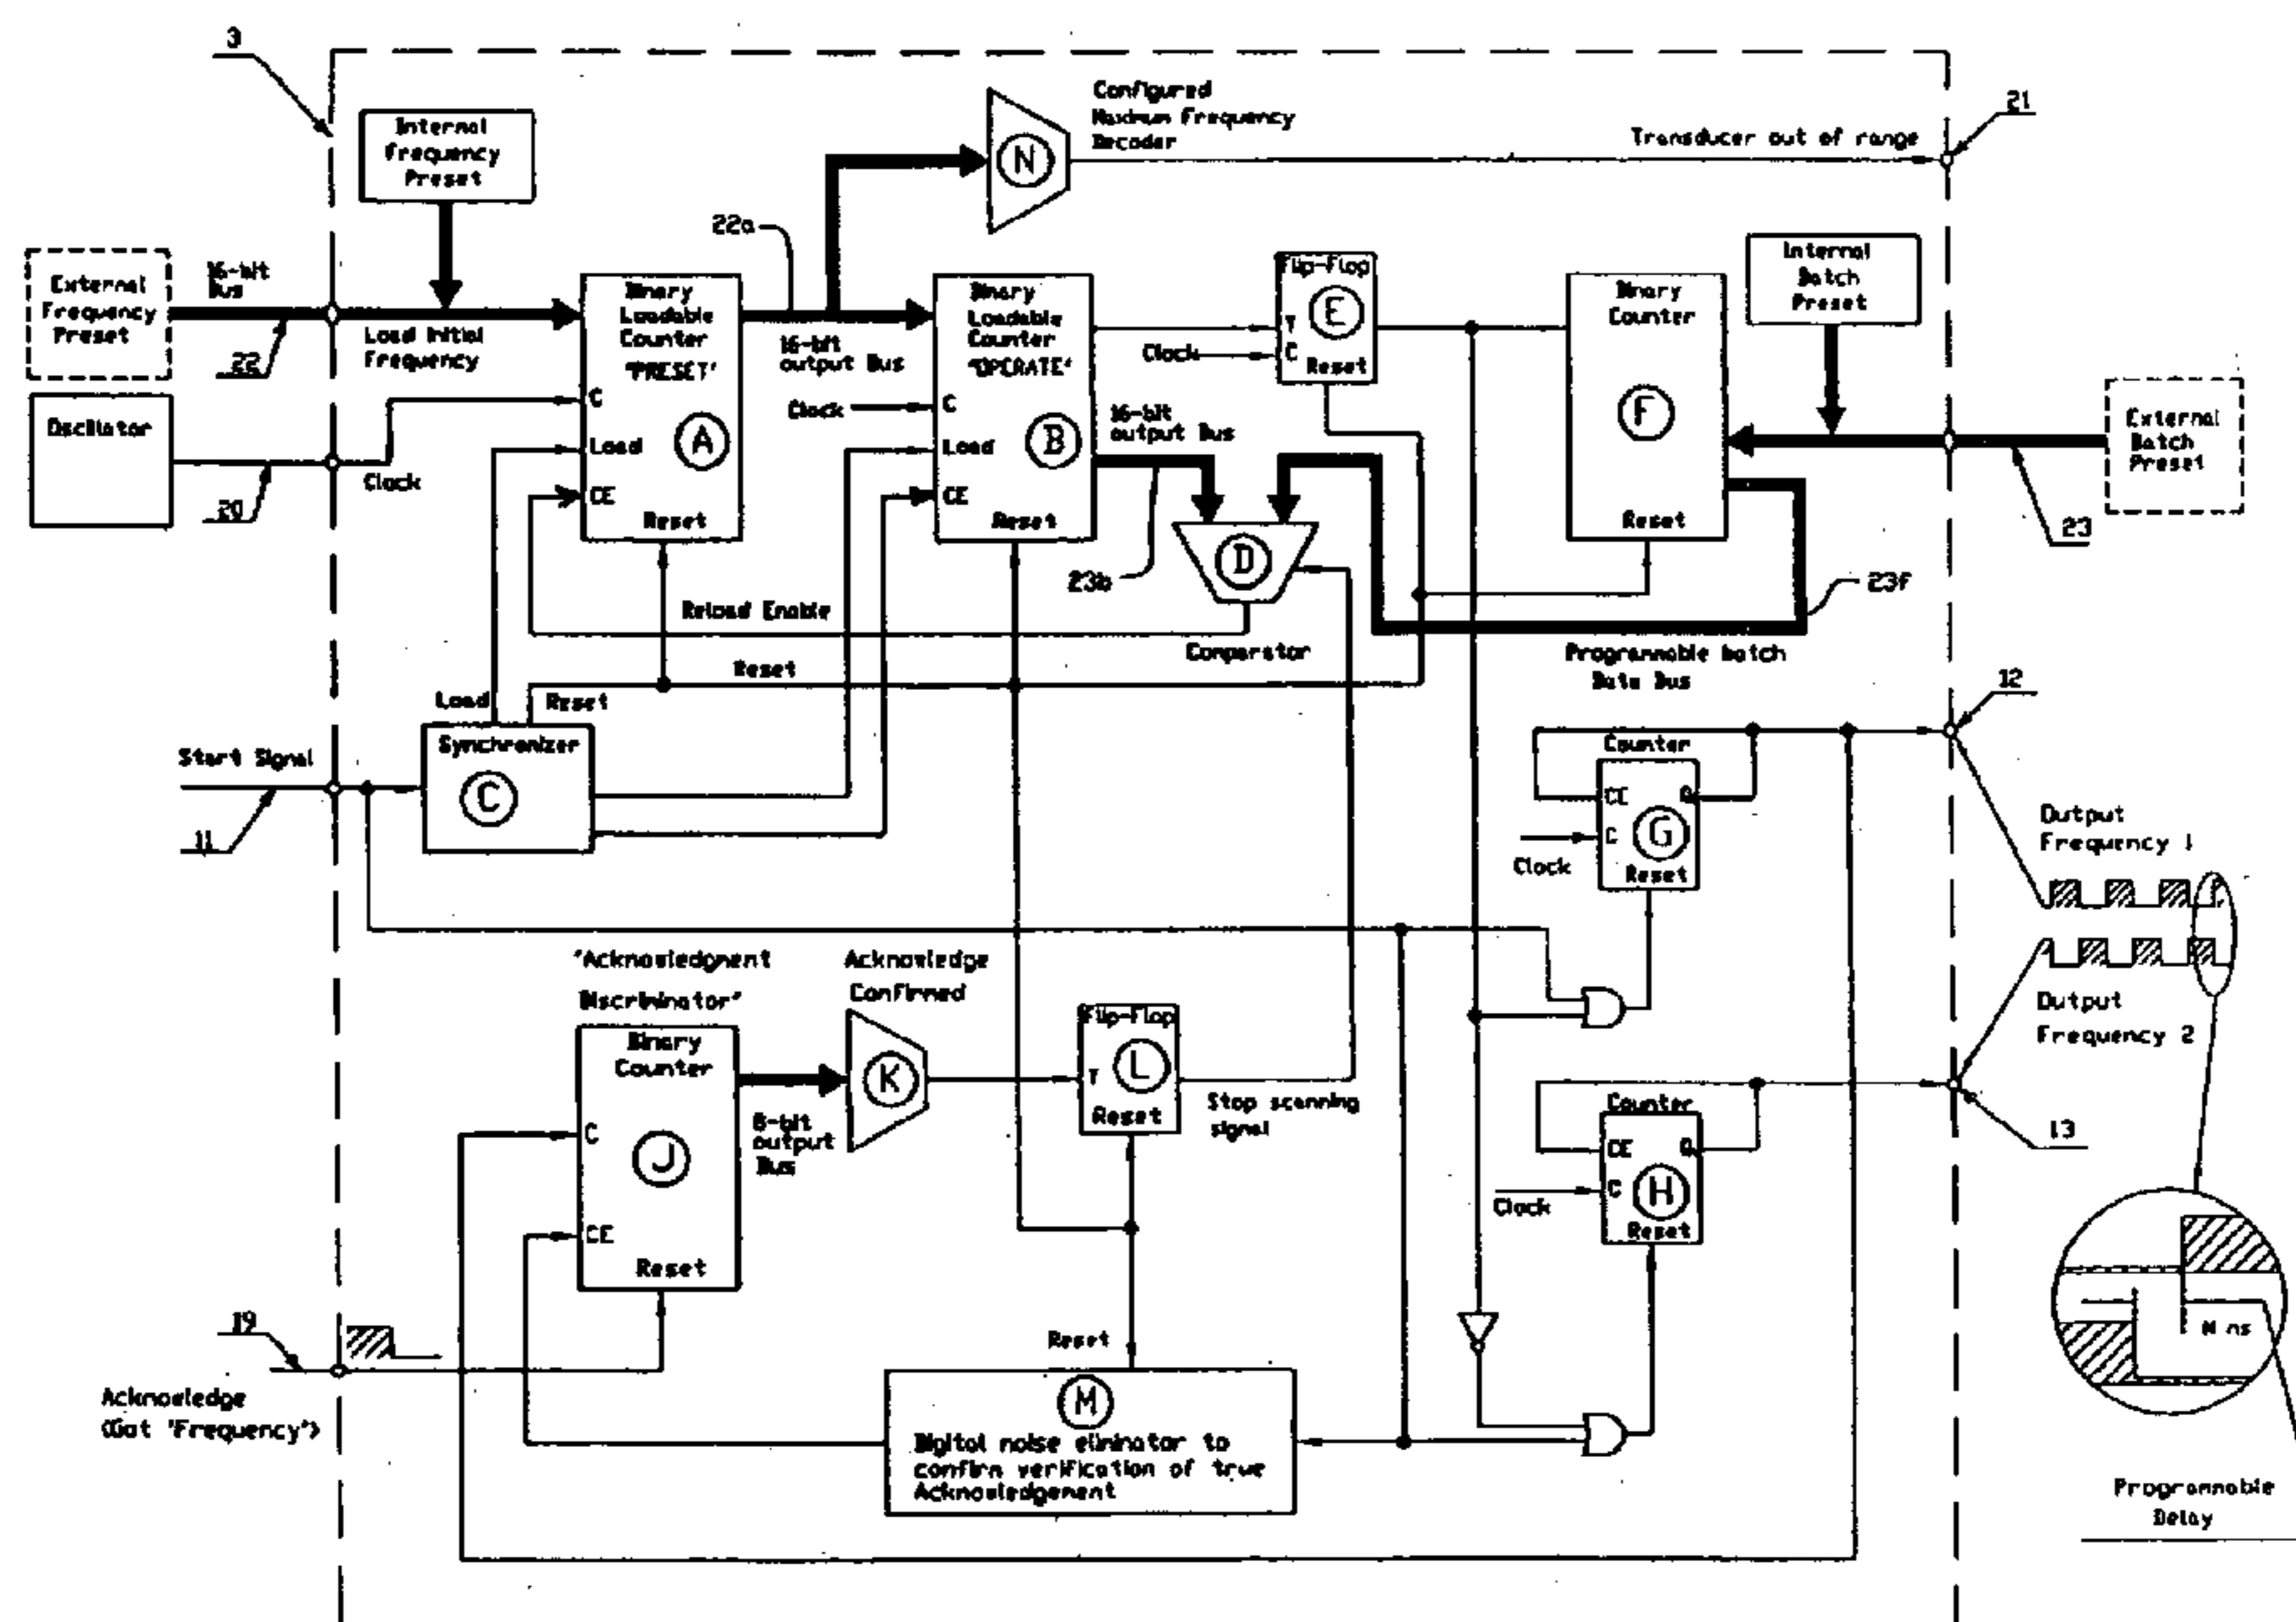 3
Internal
Frequency
Preset
External
Frequency
Preset
16-bit
Bus
22
Load Initial
Frequency
Oscillator
20
Clock
Binary
Loadable
Counter
"PRESET"
C
Load
CE
A
Reset
22a
16-bit
output Bus
N
Configured
Maximum Frequency
Decoder
Transducer out of range
21
Binary
Loadable
Counter
"OPERATE"
Clock
C
Load
CE
B
Reset
16-bit
output Bus
23b
D
Comparator
Flip-Flop
E
T
C
Reset
Clock
Binary
Counter
F
Reset
Internal
Batch
Preset
External
Batch
Preset
23
23f
Programmable batch
Data Bus
Reload Enable
Reset
Load
Reset
Synchronizer
C
Start Signal
11
12
Counter
CE
Q
C
G
Reset
Clock
Output
Frequency 1
Output
Frequency 2
"Acknowledgment
Discriminator"
Binary
Counter
C
J
CE
Reset
Acknowledge
Confirmed
K
8-bit
output
Bus
Flip-Flop
L
T
Reset
Stop scanning
signal
Counter
CE
Q
C
H
Reset
Clock
13
19
Acknowledge
(Got "Frequency")
Reset
M
Digital noise eliminator to
confirm verification of true
Acknowledgement
N ns
Programmable
Delay